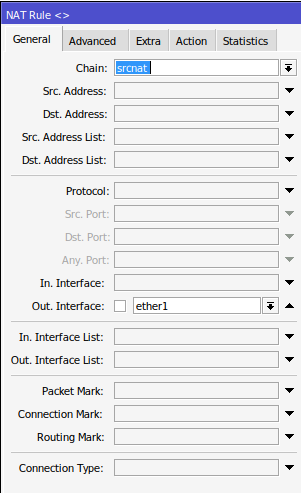 NAT Rule <>
General Advanced Extra Action Statistics
Chain: srcnat
Src. Address:
Dst. Address:
Src. Address List:
Dst. Address List:
Protocol:
Src. Port:
Dst. Port:
Any. Port:
In. Interface:
Out. Interface: ether1
In. Interface List:
Out. Interface List:
Packet Mark:
Connection Mark:
Routing Mark:
Connection Type: